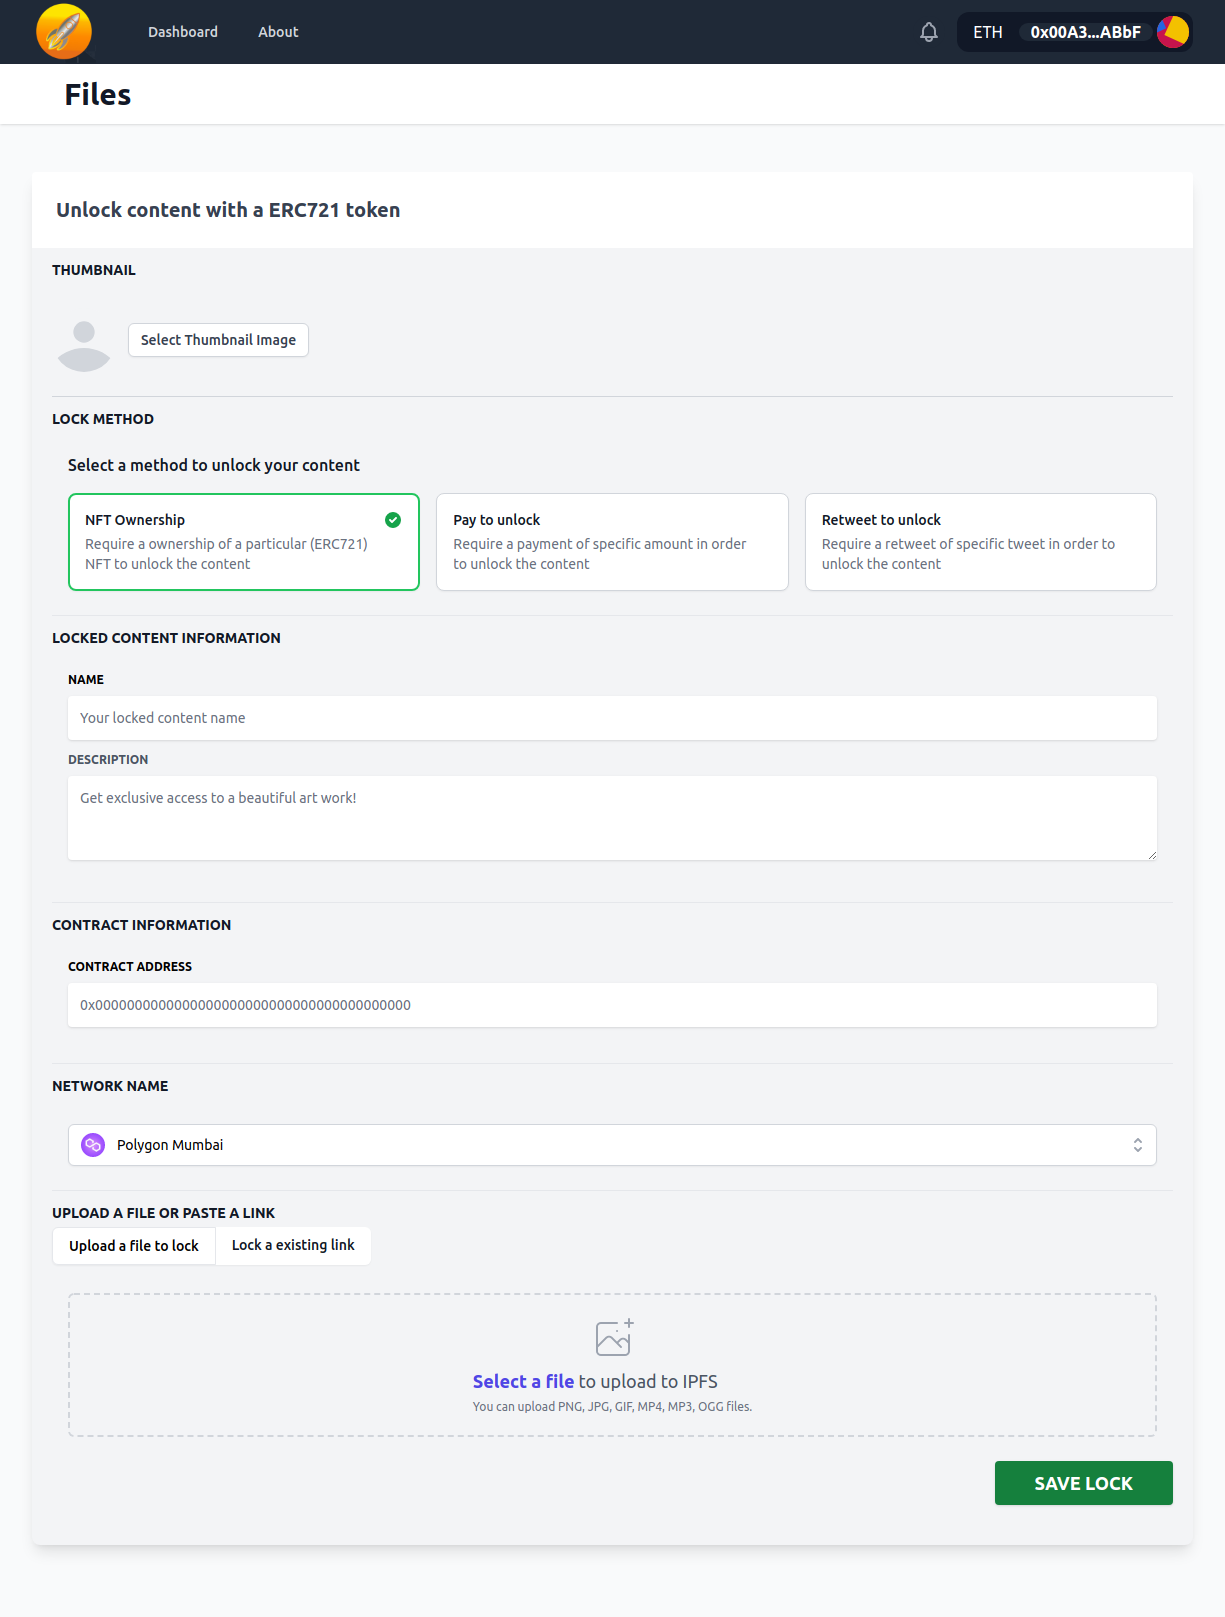 Dashboard
About
ETH
0x00A3...ABbF
Files
Unlock content with a ERC721 token
THUMBNAIL
Select Thumbnail Image
LOCK METHOD
Select a method to unlock your content
NFT Ownership
Require a ownership of a particular (ERC721)
NFT to unlock the content
Pay to unlock
Require a payment of specific amount in order
to unlock the content
Retweet to unlock
Require a retweet of specific tweet in order to
unlock the content
LOCKED CONTENT INFORMATION
NAME
Your locked content name
DESCRIPTION
Get exclusive access to a beautiful art work!
CONTRACT INFORMATION
CONTRACT ADDRESS
0x0000000000000000000000000000000000000000
NETWORK NAME
Polygon Mumbai
UPLOAD A FILE OR PASTE A LINK
Upload a file to lock
Lock a existing link
Select a file to upload to IPFS
You can upload PNG, JPG, GIF, MP4, MP3, OGG files.
SAVE LOCK